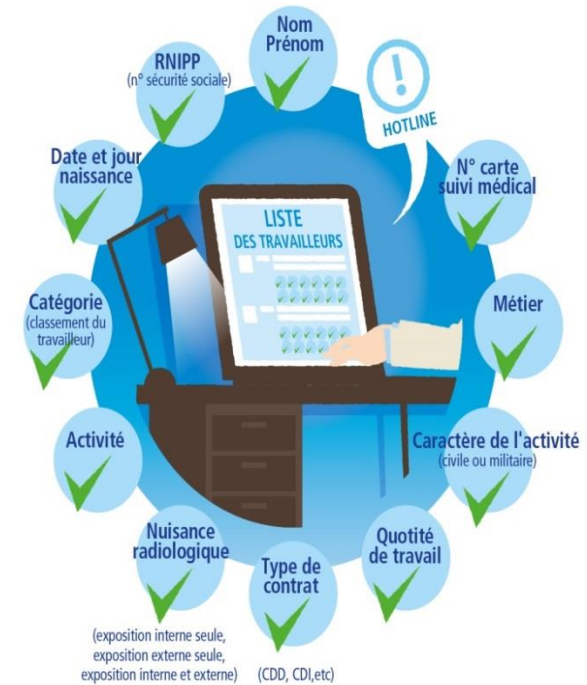 Nom
Prénom
RNIPP
(n° sécurité sociale)
HOTLINE
Date et jour
naissance
N° carte
suivi médical
LISTE
DES TRAVAILLEURS
Catégorie
(classement du
travailleur)
Métier
Activité
Caractère de l'activité
(civile ou militaire)
Nuisance
radiologique
Quotité
de travail
Type de
contrat
(exposition interne seule,
exposition externe seule,
exposition interne et externe)
(CDD, CDI,etc)